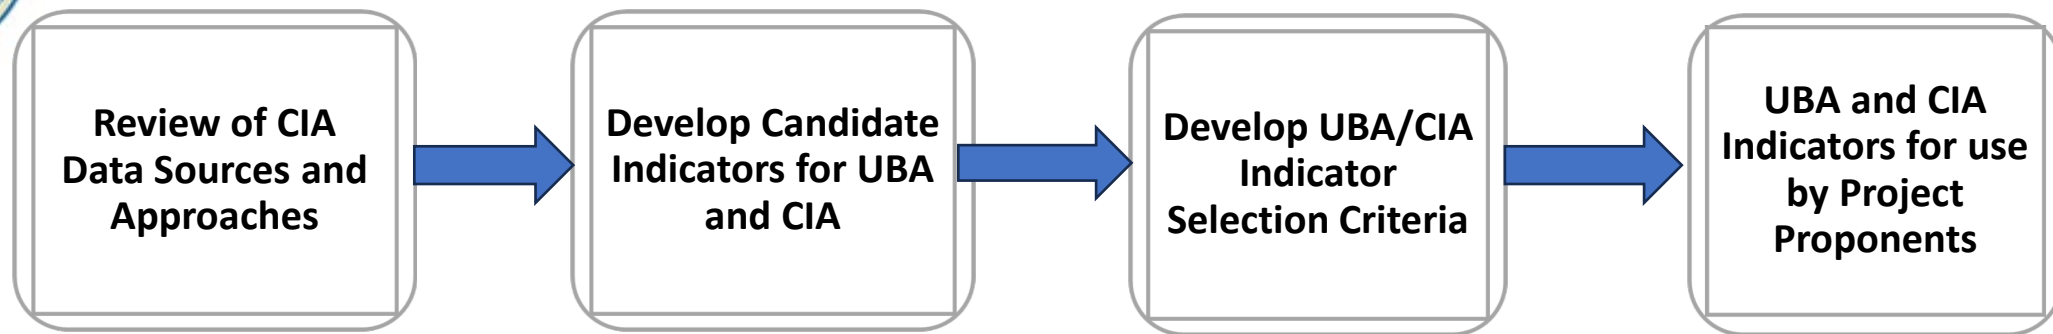 Review of CIA
Data Sources and
Approaches
Develop Candidate
Indicators for UBA
and CIA
Develop UBA/CIA
Indicator
Selection Criteria
UBA and CIA
Indicators for use
by Project
Proponents